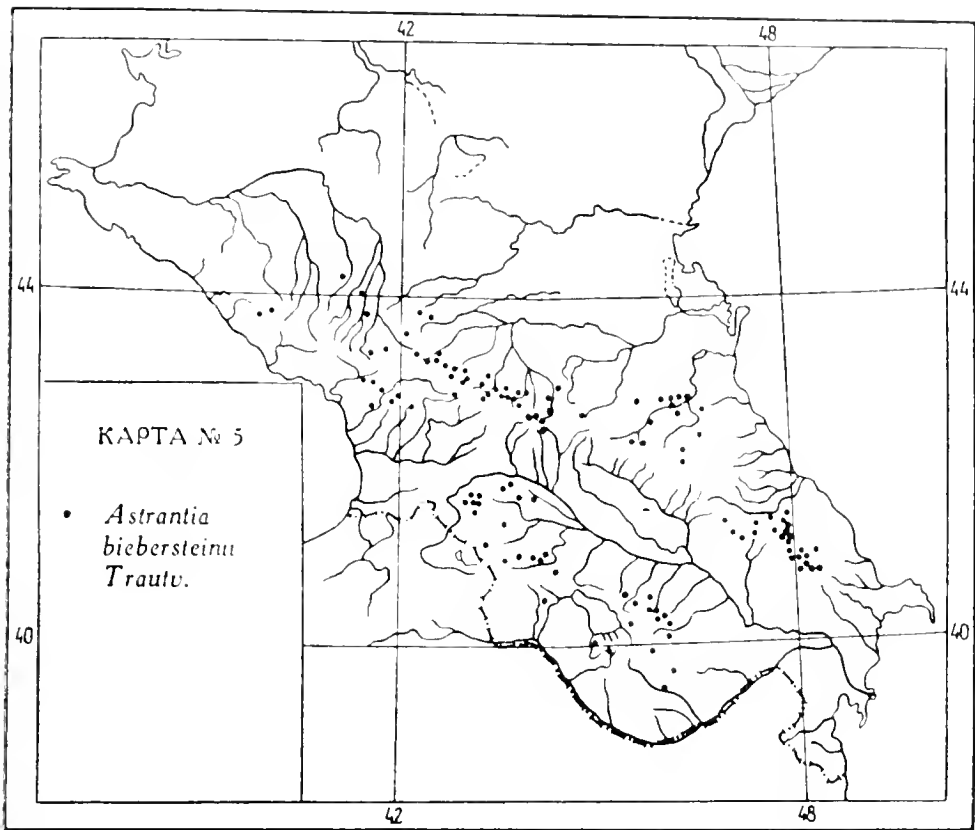 42 48
44 44
КАРТА № 5
Astrantia
biebersteinii
Trautv.
40 40
42 48